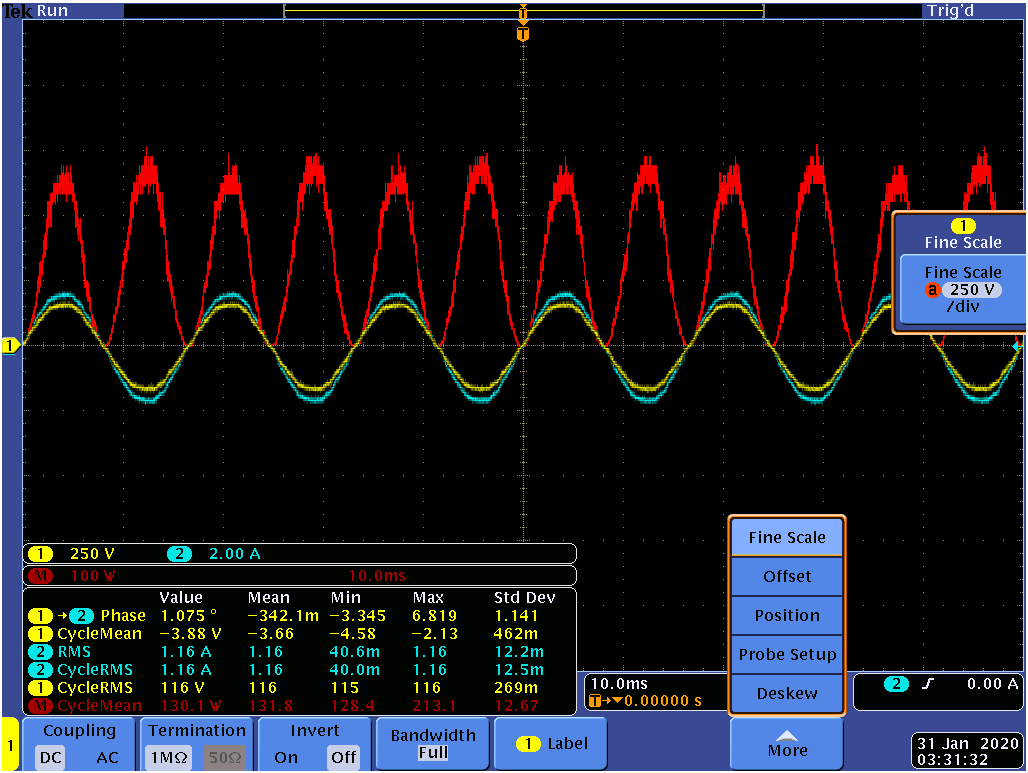 Tek Run Trig'd
T
T
1
Fine Scale
Fine Scale
a 250 V
/div
1
Fine Scale
Offset
Position
Probe Setup
Deskew
1 250 V 2 2.00 A
M 100 W 10.0ms
Value Mean Min Max Std Dev
1 → 2 Phase 1.075 ° −342.1m −3.345 6.819 1.141
1 CycleMean −3.88 V −3.66 −4.58 −2.13 462m
2 RMS 1.16 A 1.16 40.6m 1.16 12.2m
2 CycleRMS 1.16 A 1.16 40.0m 1.16 12.5m
1 CycleRMS 116 V 116 115 116 269m
M CycleMean 130.1 W 131.8 128.4 213.1 12.67
10.0ms
T→▼0.00000 s
2 0.00 A
1
Coupling
DC AC
Termination
1MΩ 50Ω
Invert
On Off
Bandwidth
Full
1 Label
More
31 Jan 2020
03:31:32